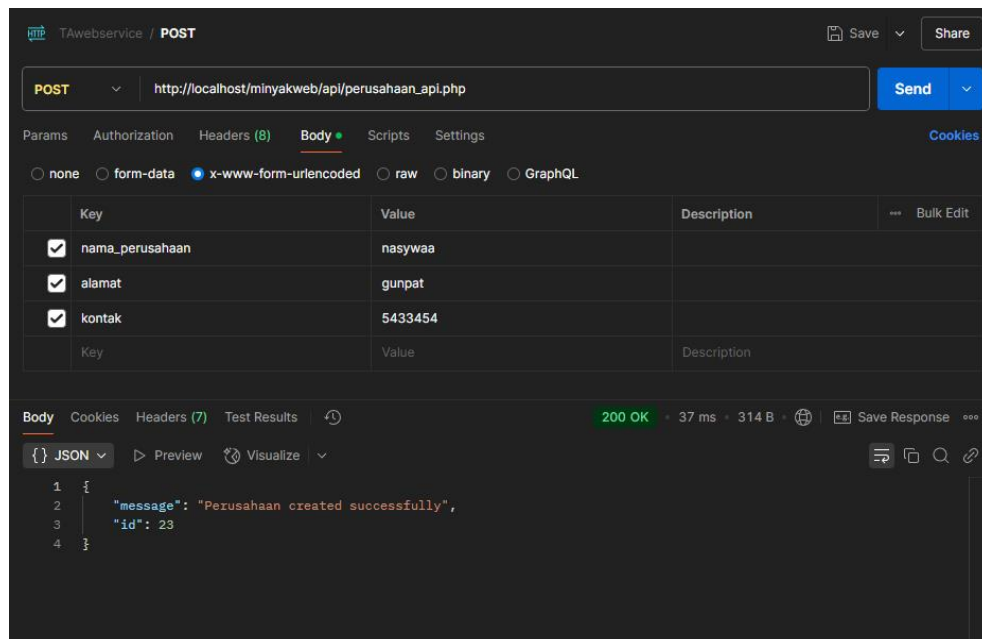 HTTP TAwebservice / POST Save Share
POST http://localhost/minyakweb/api/perusahaan_api.php Send
Params Authorization Headers (8) Body Scripts Settings Cookies
none form-data x-www-form-urlencoded raw binary GraphQL
Key Value Description ••• Bulk Edit
nama_perusahaan nasywaa
alamat gunpat
kontak 5433454
Key Value Description
Body Cookies Headers (7) Test Results 200 OK • 37 ms • 314 B • e.g. Save Response •••
{} JSON Preview Visualize
1 {
2 "message": "Perusahaan created successfully",
3 "id": 23
4 }